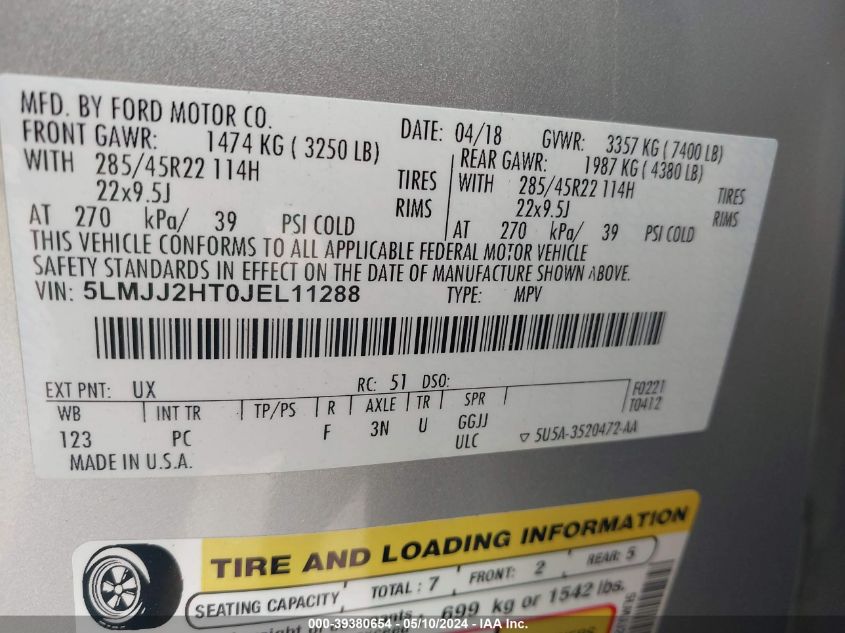 MFD. BY FORD MOTOR CO.
DATE: 04/18 GVWR: 3357 KG ( 7400 LB)
FRONT GAWR: 1474 KG ( 3250 LB) REAR GAWR: 1987 KG ( 4380 LB)
WITH 285/45R22 114H TIRES WITH 285/45R22 114H TIRES
22x9.5J RIMS 22x9.5J RIMS
AT 270 kPa/ 39 PSI COLD AT 270 kPa/ 39 PSI COLD
THIS VEHICLE CONFORMS TO ALL APPLICABLE FEDERAL MOTOR VEHICLE
SAFETY STANDARDS IN EFFECT ON THE DATE OF MANUFACTURE SHOWN ABOVE.
VIN: 5LMJJ2HT0JEL11288 TYPE: MPV
EXT PNT: UX RC: 51 DSO: F0221
WB INT TR TP/PS R AXLE TR SPR T0412
123 PC F 3N U GGJJ
ULC 5U5A-3520472-AA
MADE IN U.S.A.
TIRE AND LOADING INFORMATION
SEATING CAPACITY TOTAL : 7 FRONT: 2 REAR: 5
699 kg or 1542 lbs.
000-39380654 - 05/10/2024 - IAA Inc.